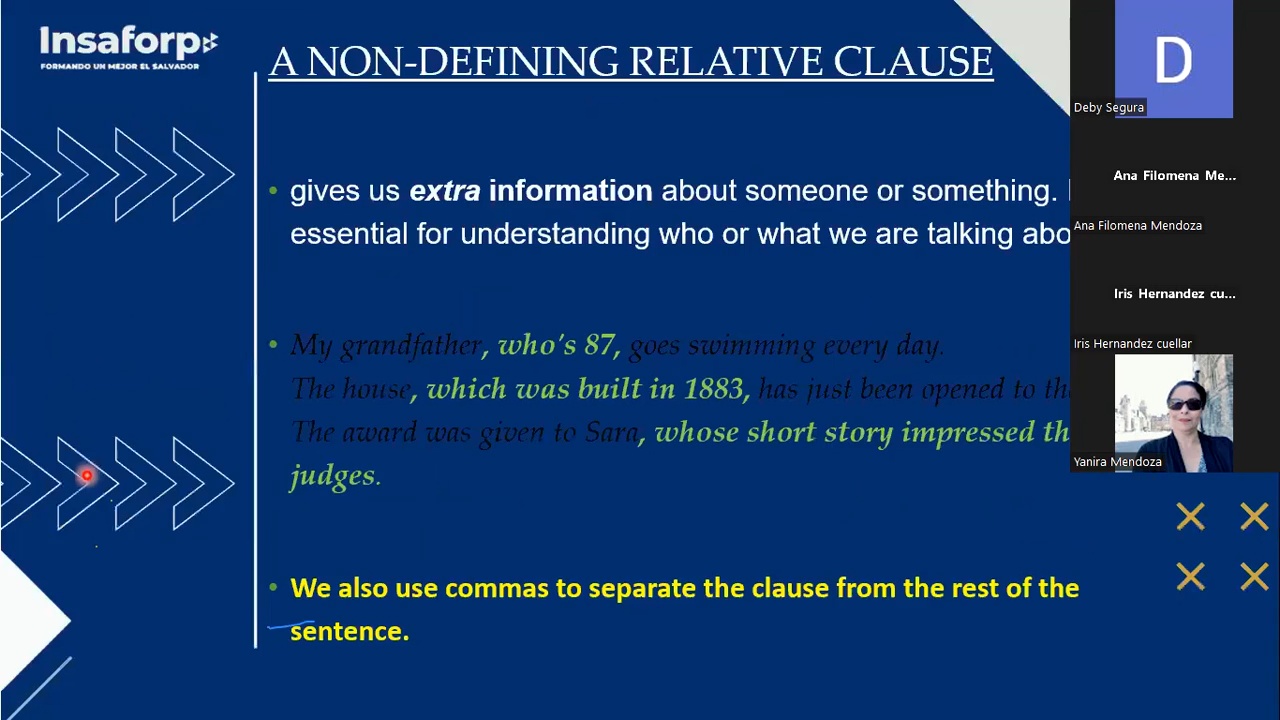 Insaforp
FORMANDO UN MEJOR EL SALVADOR
A NON-DEFINING RELATIVE CLAUSE
• gives us extra information about someone or something.
essential for understanding who or what we are talking
• My grandfather, who's 87, goes swimming every day.
The house, which was built in 1883, has just been opened to
The award was given to Sara, whose short story impressed
judges.
• We also use commas to separate the clause from the rest of the
sentence.
D
Deby Segura
Ana Filomena Me...
Ana Filomena Mendoza
Iris Hernandez cu...
Iris Hernandez cuellar
Yanira Mendoza